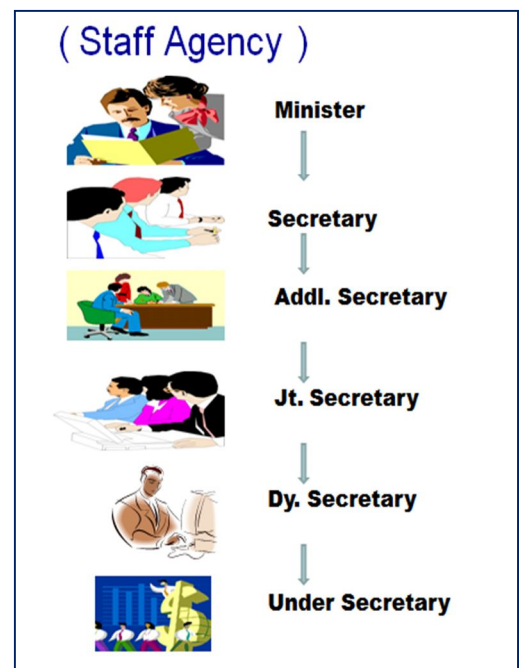 ( Staff Agency )
Minister
Secretary
Addl. Secretary
Jt. Secretary
Dy. Secretary
Under Secretary